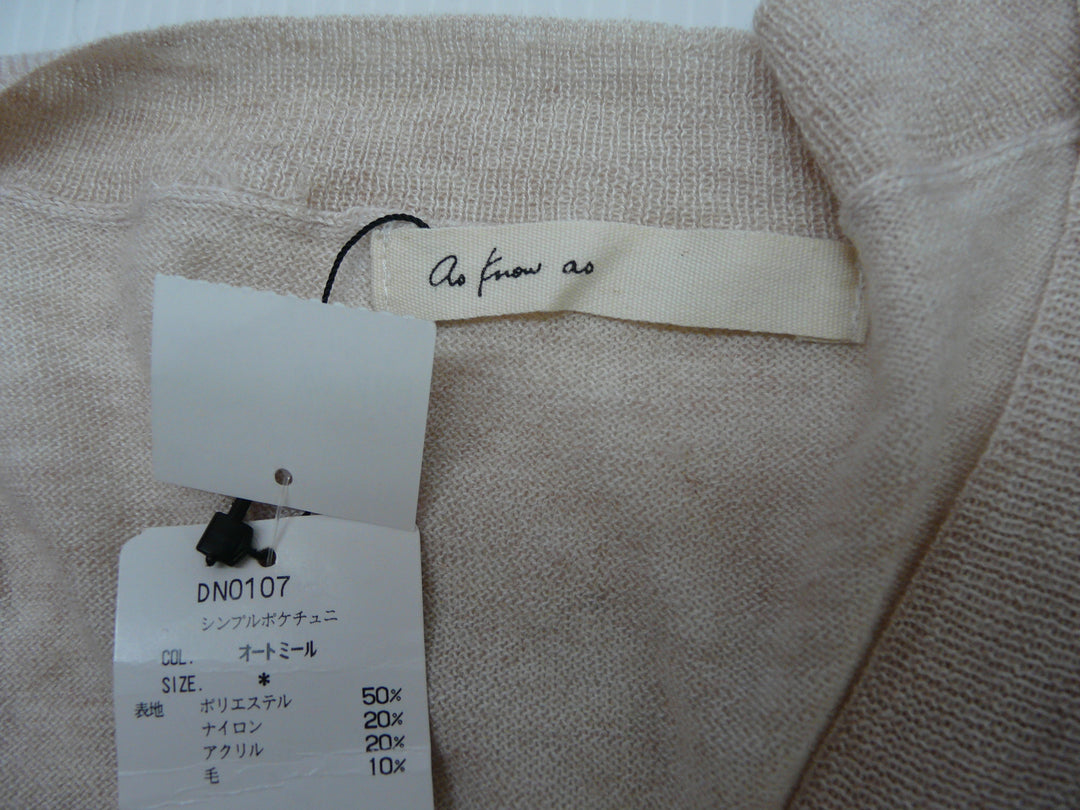 As know as
DN0107
シンプルポケチュニ
COL. オートミール
SIZE. *
表地 ポリエステル 50%
ナイロン 20%
アクリル 20%
毛 10%